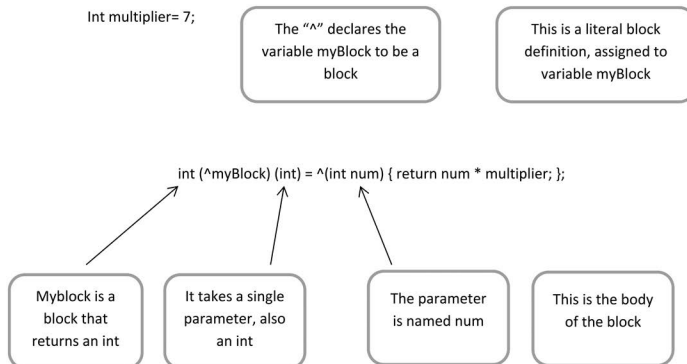 Int multiplier= 7;
The “^” declares the
variable myBlock to be a
block
This is a literal block
definition, assigned to
variable myBlock
int (^myBlock) (int) = ^(int num) { return num * multiplier; };
Myblock is a
block that
returns an int
It takes a single
parameter, also
an int
The parameter
is named num
This is the body
of the block